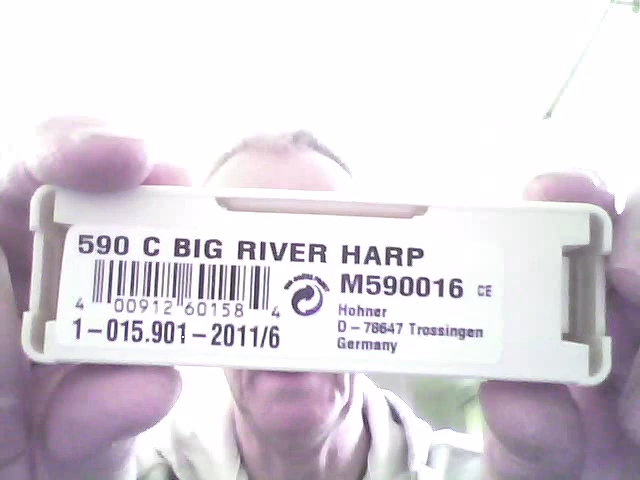 590 C BIG RIVER HARP
M590016 CE
4 00912 60158 4
1-015.901-2011/6
Hohner
D-78647 Trossingen
Germany